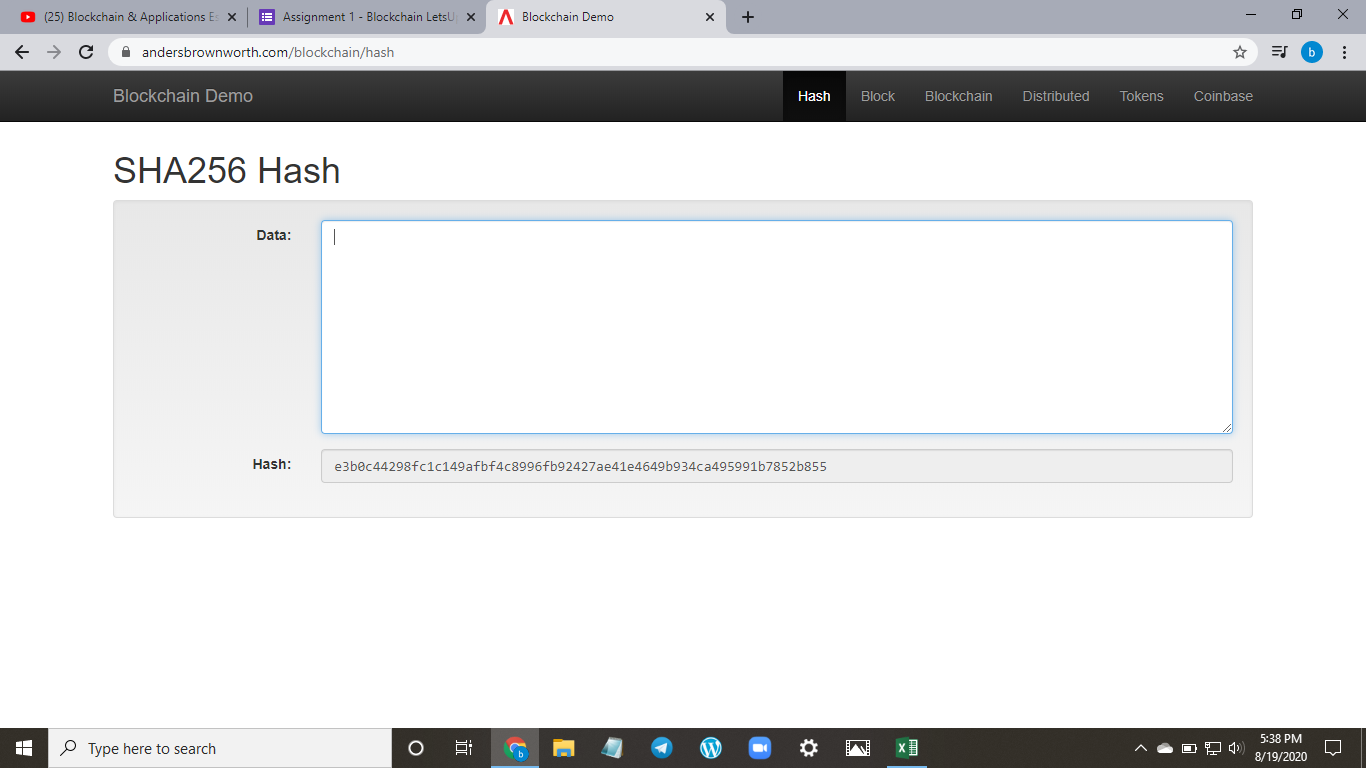 (25) Blockchain & Applications Es
Assignment 1 - Blockchain LetsU
Blockchain Demo
andersbrownworth.com/blockchain/hash
b
Blockchain Demo
Hash
Block
Blockchain
Distributed
Tokens
Coinbase
SHA256 Hash
Data:
Hash:
e3b0c44298fc1c149afbf4c8996fb92427ae41e4649b934ca495991b7852b855
Type here to search
5:38 PM
8/19/2020